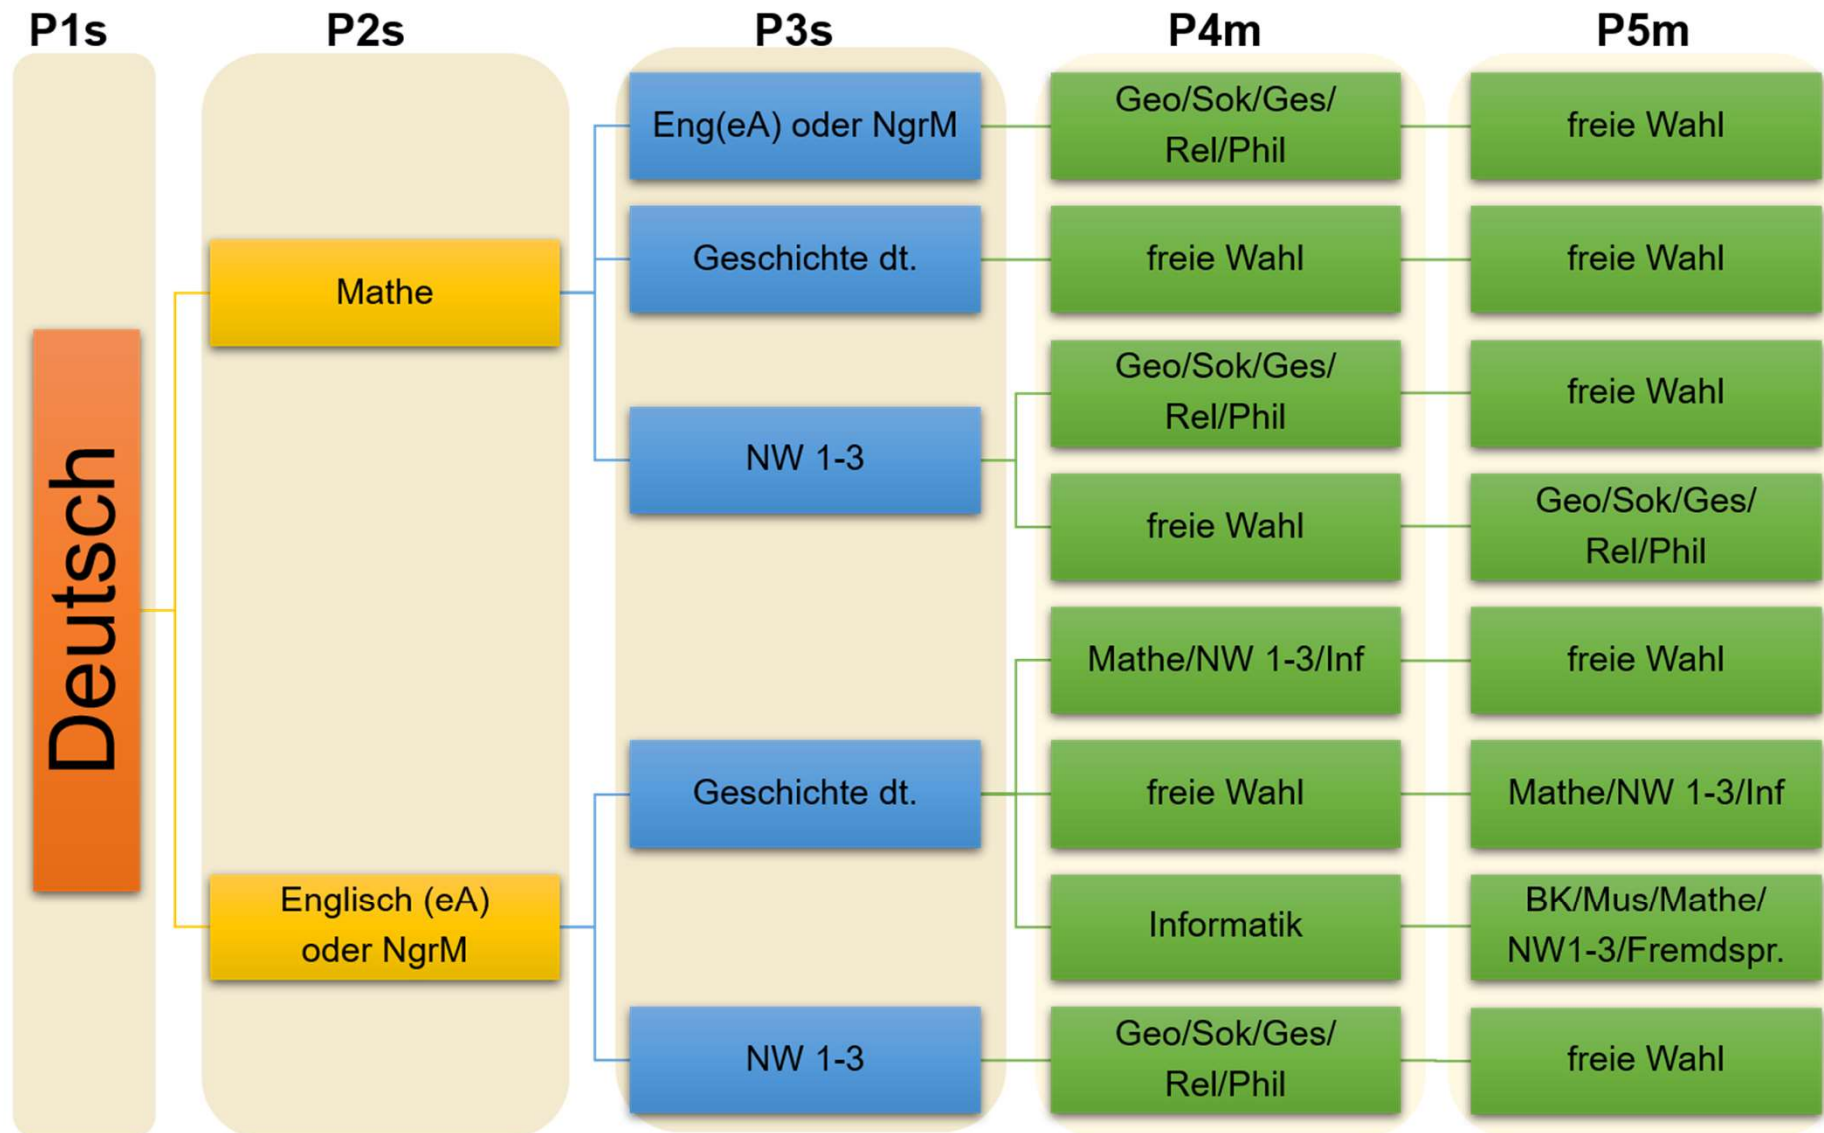 P1s
P2s
P3s
P4m
P5m
Deutsch
Mathe
Englisch (eA)
oder NgrM
Eng(eA) oder NgrM
Geschichte dt.
NW 1-3
Geschichte dt.
NW 1-3
Geo/Sok/Ges/
Rel/Phil
freie Wahl
Geo/Sok/Ges/
Rel/Phil
freie Wahl
Mathe/NW 1-3/Inf
freie Wahl
Informatik
Geo/Sok/Ges/
Rel/Phil
freie Wahl
freie Wahl
freie Wahl
Geo/Sok/Ges/
Rel/Phil
freie Wahl
Mathe/NW 1-3/Inf
BK/Mus/Mathe/
NW1-3/Fremdspr.
freie Wahl